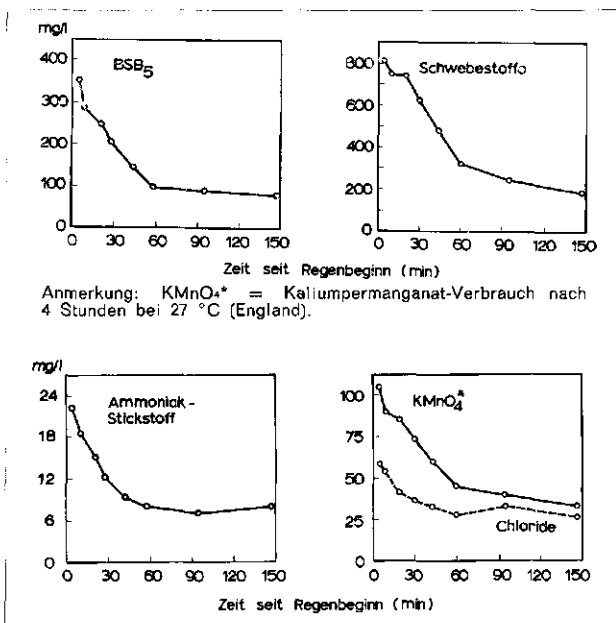 mg/l
400
300
200
100
0
BSB5
0 30 60 90 120 150
800
600
400
200
0
Schwebestoffe
0 30 60 90 120 150
Zeit seit Regenbeginn (min)
Anmerkung: KMnO4* = Kaliumpermanganat-Verbrauch nach
4 Stunden bei 27 °C (England).
mg/l
24
18
12
6
0
Ammoniak-
Stickstoff
0 30 60 90 120 150
100
75
50
25
0
KMnO4*
Chloride
0 30 60 90 120 150
Zeit seit Regenbeginn (min)